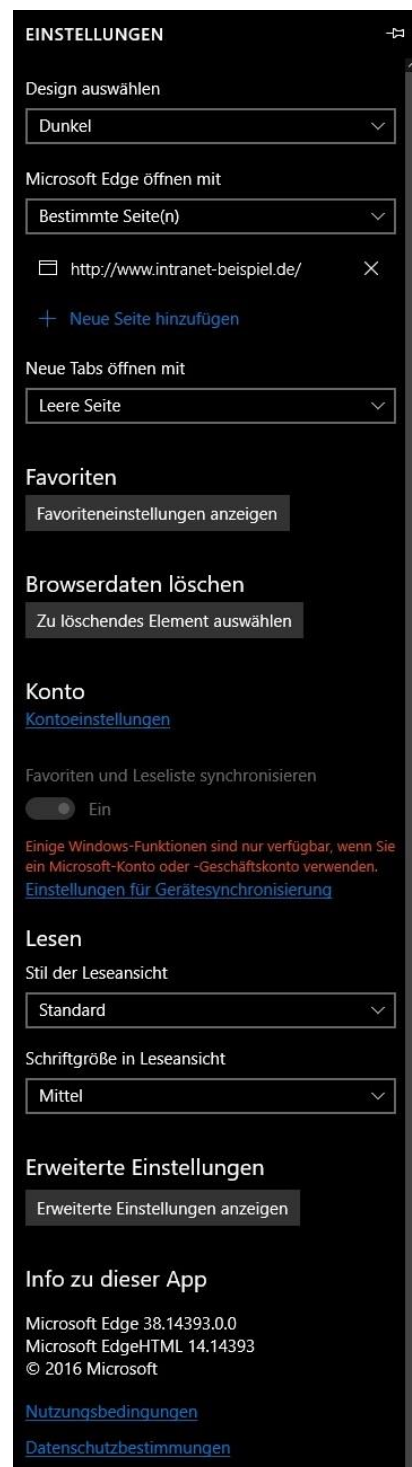 EINSTELLUNGEN
Design auswählen
Dunkel
Microsoft Edge öffnen mit
Bestimmte Seite(n)
http://www.intranet-beispiel.de/
Neue Seite hinzufügen
Neue Tabs öffnen mit
Leere Seite
Favoriten
Favoriteneinstellungen anzeigen
Browserdaten löschen
Zu löschendes Element auswählen
Konto
Kontoeinstellungen
Favoriten und Leseliste synchronisieren
Ein
Einige Windows-Funktionen sind nur verfügbar, wenn Sie
ein Microsoft-Konto oder -Geschäftskonto verwenden.
Einstellungen für Gerätesynchronisierung
Lesen
Stil der Leseansicht
Standard
Schriftgröße in Leseansicht
Mittel
Erweiterte Einstellungen
Erweiterte Einstellungen anzeigen
Info zu dieser App
Microsoft Edge 38.14393.0.0
Microsoft EdgeHTML 14.14393
© 2016 Microsoft
Nutzungsbedingungen
Datenschutzbestimmungen